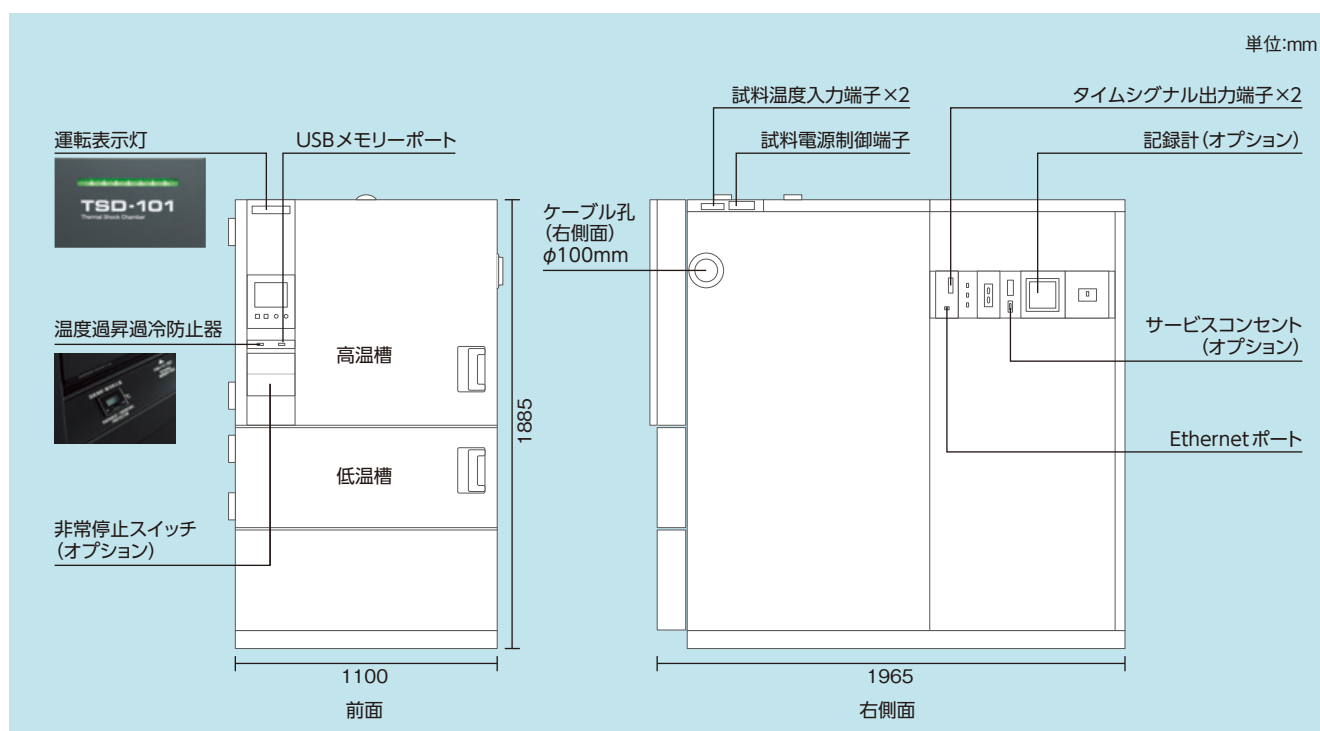 単位:mm
試料温度入力端子×2
タイムシグナル出力端子×2
運転表示灯
USBメモリーポート
試料電源制御端子
記録計(オプション)
TSD-101
Thermal Shock Chamber
ケーブル孔
(右側面)
φ100mm
温度過昇過冷防止器
高温槽
サービスコンセント
(オプション)
1885
Ethernetポート
低温槽
非常停止スイッチ
(オプション)
1100
1965
前面
右側面